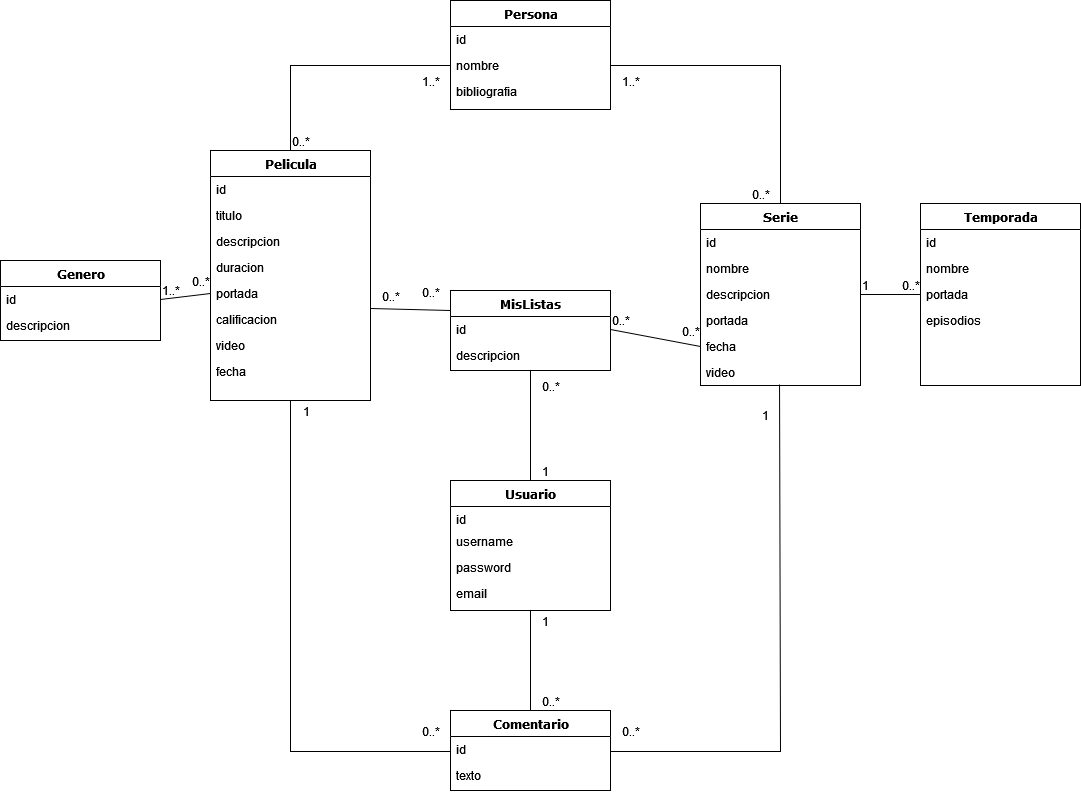 Persona
id
nombre
bibliografia
1..*
1..*
0..*
0..*
Pelicula
id
titulo
descripcion
duracion
portada
calificacion
video
fecha
Genero
id
descripcion
1..*
0..*
0..*
0..*
MisListas
id
descripcion
0..*
0..*
Serie
id
nombre
descripcion
portada
fecha
video
1
0..*
Temporada
id
nombre
portada
episodios
1
0..*
1
1
Usuario
id
username
password
email
1
0..*
0..*
0..*
Comentario
id
texto